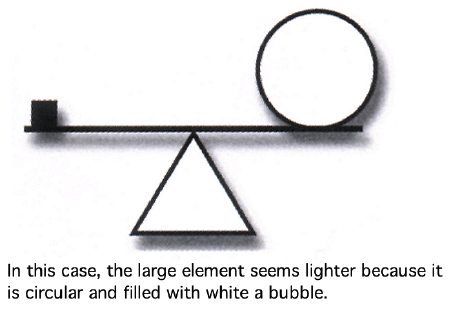 In this case, the large element seems lighter because it
is circular and filled with white a bubble.